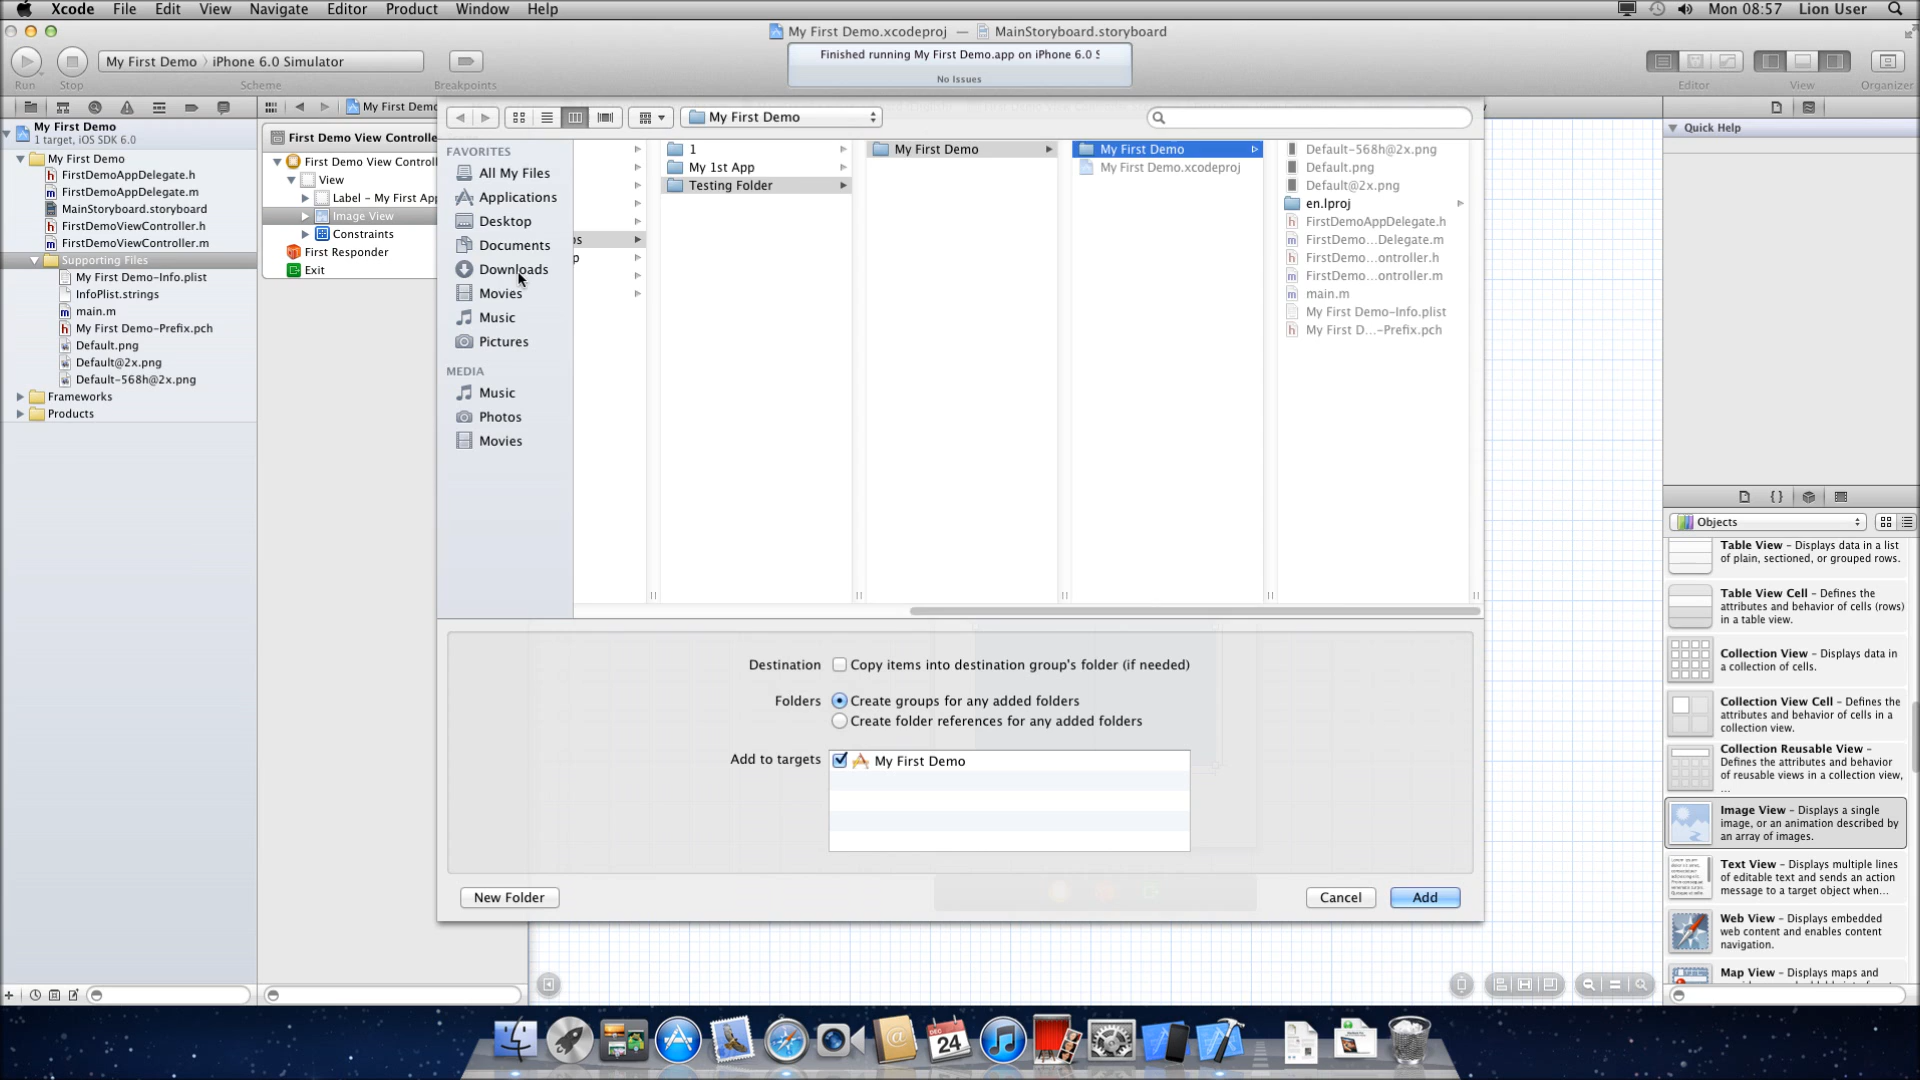 Xcode File Edit View Navigate Editor Product Window Help Mon 08:57 Lion User
My First Demo.xcodeproj — MainStoryboard.storyboard
My First Demo 〉iPhone 6.0 Simulator
Finished running My First Demo.app on iPhone 6.0 S
No Issues
Run Stop Scheme Breakpoints Editor View Organizer
My First Demo
1 target, iOS SDK 6.0
My First Demo
FirstDemoAppDelegate.h
FirstDemoAppDelegate.m
MainStoryboard.storyboard
FirstDemoViewController.h
FirstDemoViewController.m
Supporting Files
My First Demo-Info.plist
InfoPlist.strings
main.m
My First Demo-Prefix.pch
Default.png
Default@2x.png
Default-568h@2x.png
Frameworks
Products
My First Demo
First Demo View Controlle
First Demo View Control
View
Label – My First App
Image View
Constraints
First Responder
Exit
My First Demo
FAVORITES
All My Files
Applications
Desktop
Documents
Downloads
Movies
Music
Pictures
MEDIA
Music
Photos
Movies
1
My 1st App
Testing Folder
My First Demo
My First Demo
My First Demo.xcodeproj
Default-568h@2x.png
Default.png
Default@2x.png
en.lproj
FirstDemoAppDelegate.h
FirstDemo...Delegate.m
FirstDemo...ontroller.h
FirstDemo...ontroller.m
main.m
My First Demo-Info.plist
My First D...-Prefix.pch
Destination Copy items into destination group's folder (if needed)
Folders Create groups for any added folders
Create folder references for any added folders
Add to targets My First Demo
New Folder Cancel Add
Quick Help
Objects
Table View – Displays data in a list
of plain, sectioned, or grouped rows.
Table View Cell – Defines the
attributes and behavior of cells (rows)
in a table view.
Collection View – Displays data in
a collection of cells.
Collection View Cell – Defines the
attributes and behavior of cells in a
collection view.
Collection Reusable View –
Defines the attributes and behavior
of reusable views in a collection view,
...
Image View – Displays a single
image, or an animation described by
an array of images.
Text View – Displays multiple lines
of editable text and sends an action
message to a target object when...
Web View – Displays embedded
web content and enables content
navigation.
Map View – Displays maps and
DEC
24